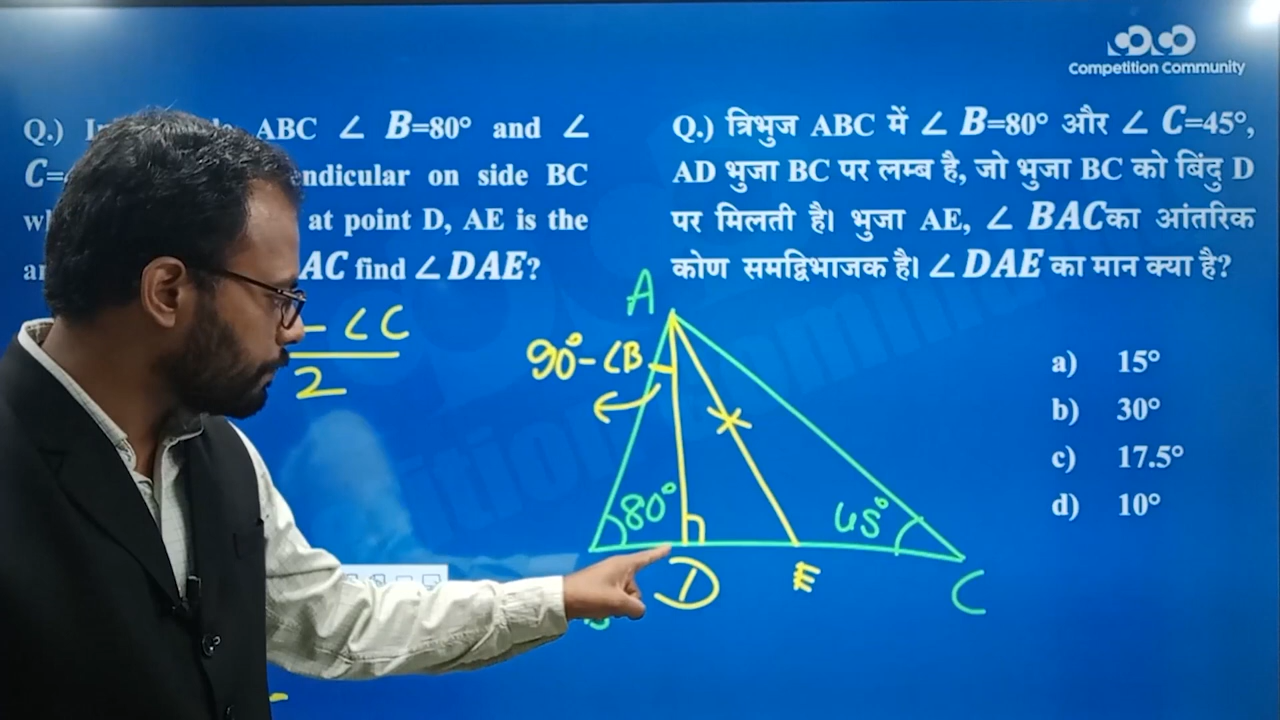 Competition Community
Q.) ABC ∠ B=80° and ∠
C= endicular on side BC
at point D, AE is the
AC find ∠DAE?
Q.) त्रिभुज ABC में ∠ B=80° और ∠ C=45°,
AD भुजा BC पर लम्ब है, जो भुजा BC को बिंदु D
पर मिलती है। भुजा AE, ∠ BACका आंतरिक
कोण समद्विभाजक है। ∠DAE का मान क्या है?
- ∠C
2
A
90°-∠B
80°
45°
D
E
C
a) 15°
b) 30°
c) 17.5°
d) 10°